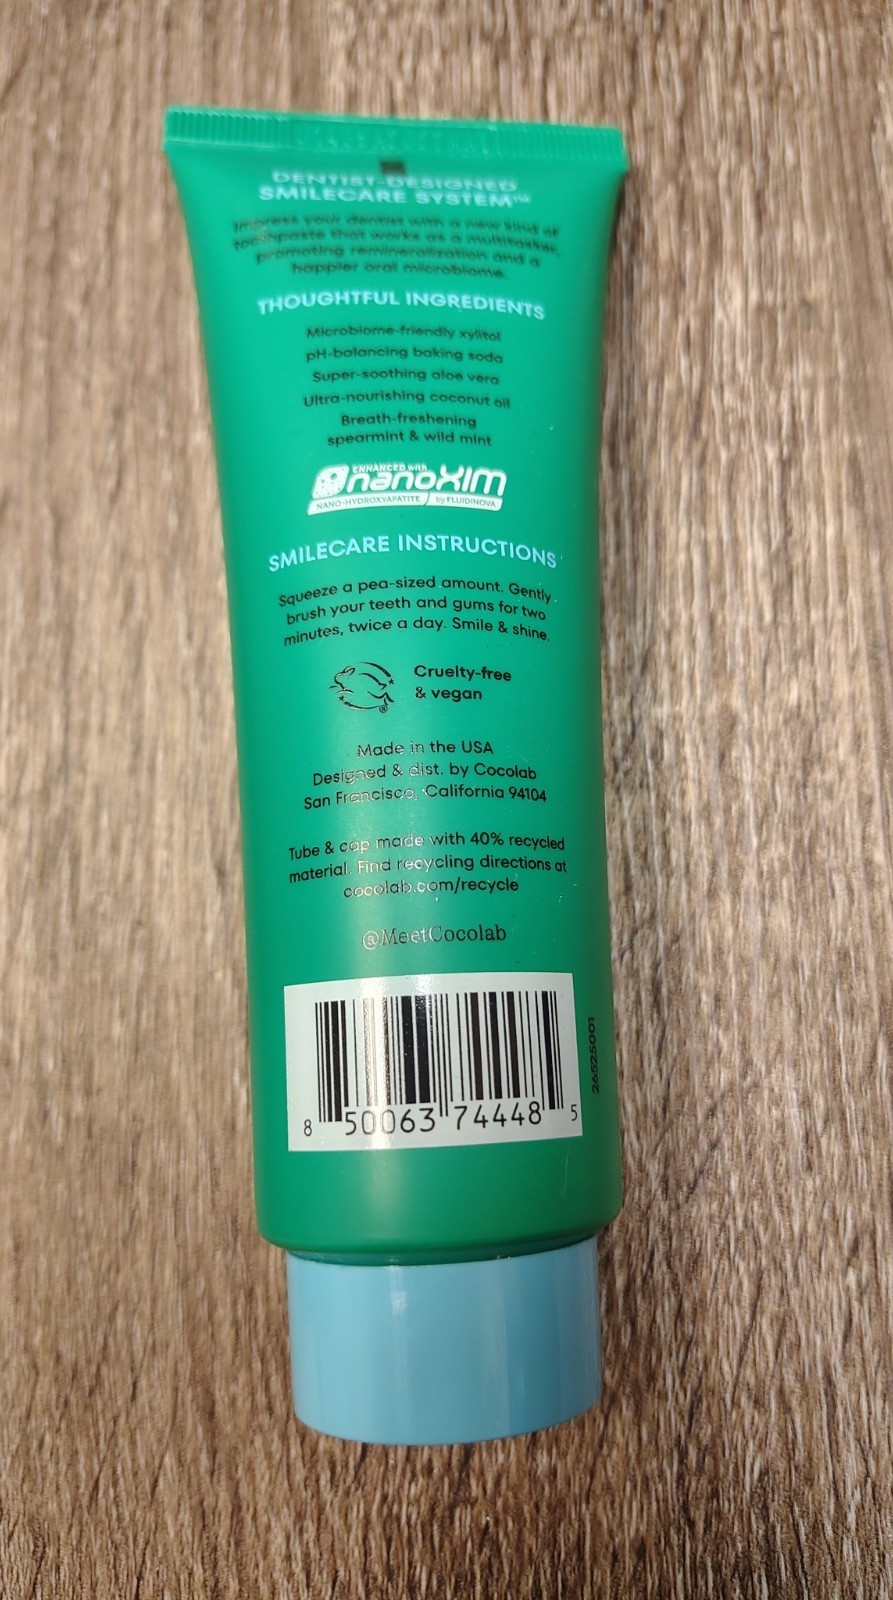 DENTIST-DESIGNED
SMILECARE SYSTEM™
Impress your dentist with a new kind of
toothpaste that works as a multitasker,
promoting remineralization and a
happier oral microbiome.
THOUGHTFUL INGREDIENTS
Microbiome-friendly xylitol
pH-balancing baking soda
Super-soothing aloe vera
Ultra-nourishing coconut oil
Breath-freshening
spearmint & wild mint
ENHANCED with
nanoXIM
NANO-HYDROXYAPATITE by FLUIDINOVA
SMILECARE INSTRUCTIONS
Squeeze a pea-sized amount. Gently
brush your teeth and gums for two
minutes, twice a day. Smile & shine.
Cruelty-free
& vegan
®
Made in the USA
Designed & dist. by Cocolab
San Francisco, California 94104
Tube & cap made with 40% recycled
material. Find recycling directions at
cocolab.com/recycle
@MeetCocolab
8 50063 74448 5
26525001